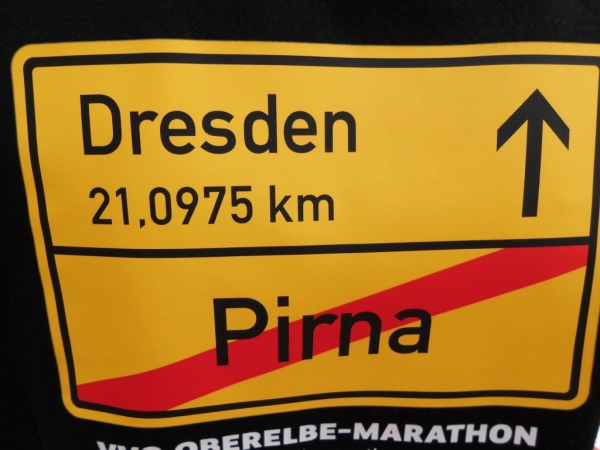 Dresden
21,0975 km
Pirna
OBERELBE-MARATHON